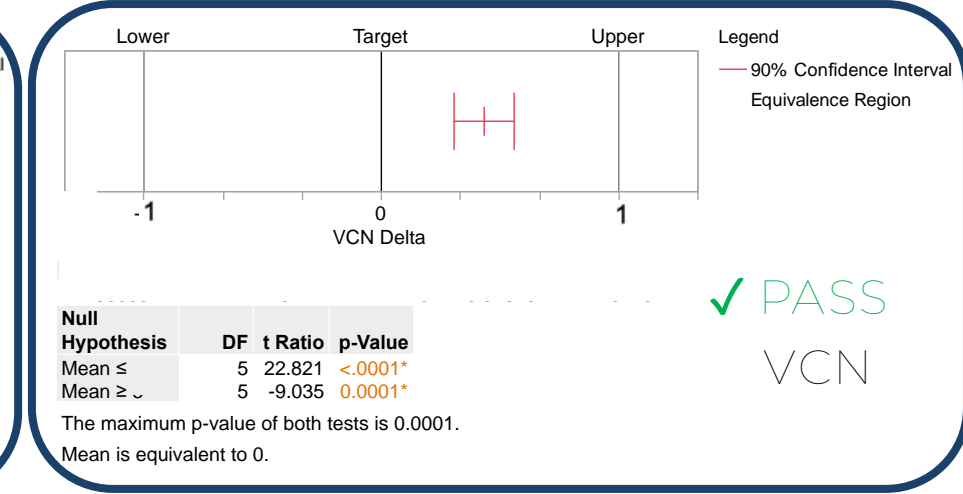 Lower Target Upper
Legend
90% Confidence Interval
Equivalence Region
-1 0 1
VCN Delta
✓ PASS
VCN
Null
Hypothesis DF t Ratio p-Value
Mean ≤ 5 22.821 <.0001*
Mean ≥ 5 -9.035 0.0001*
The maximum p-value of both tests is 0.0001.
Mean is equivalent to 0.